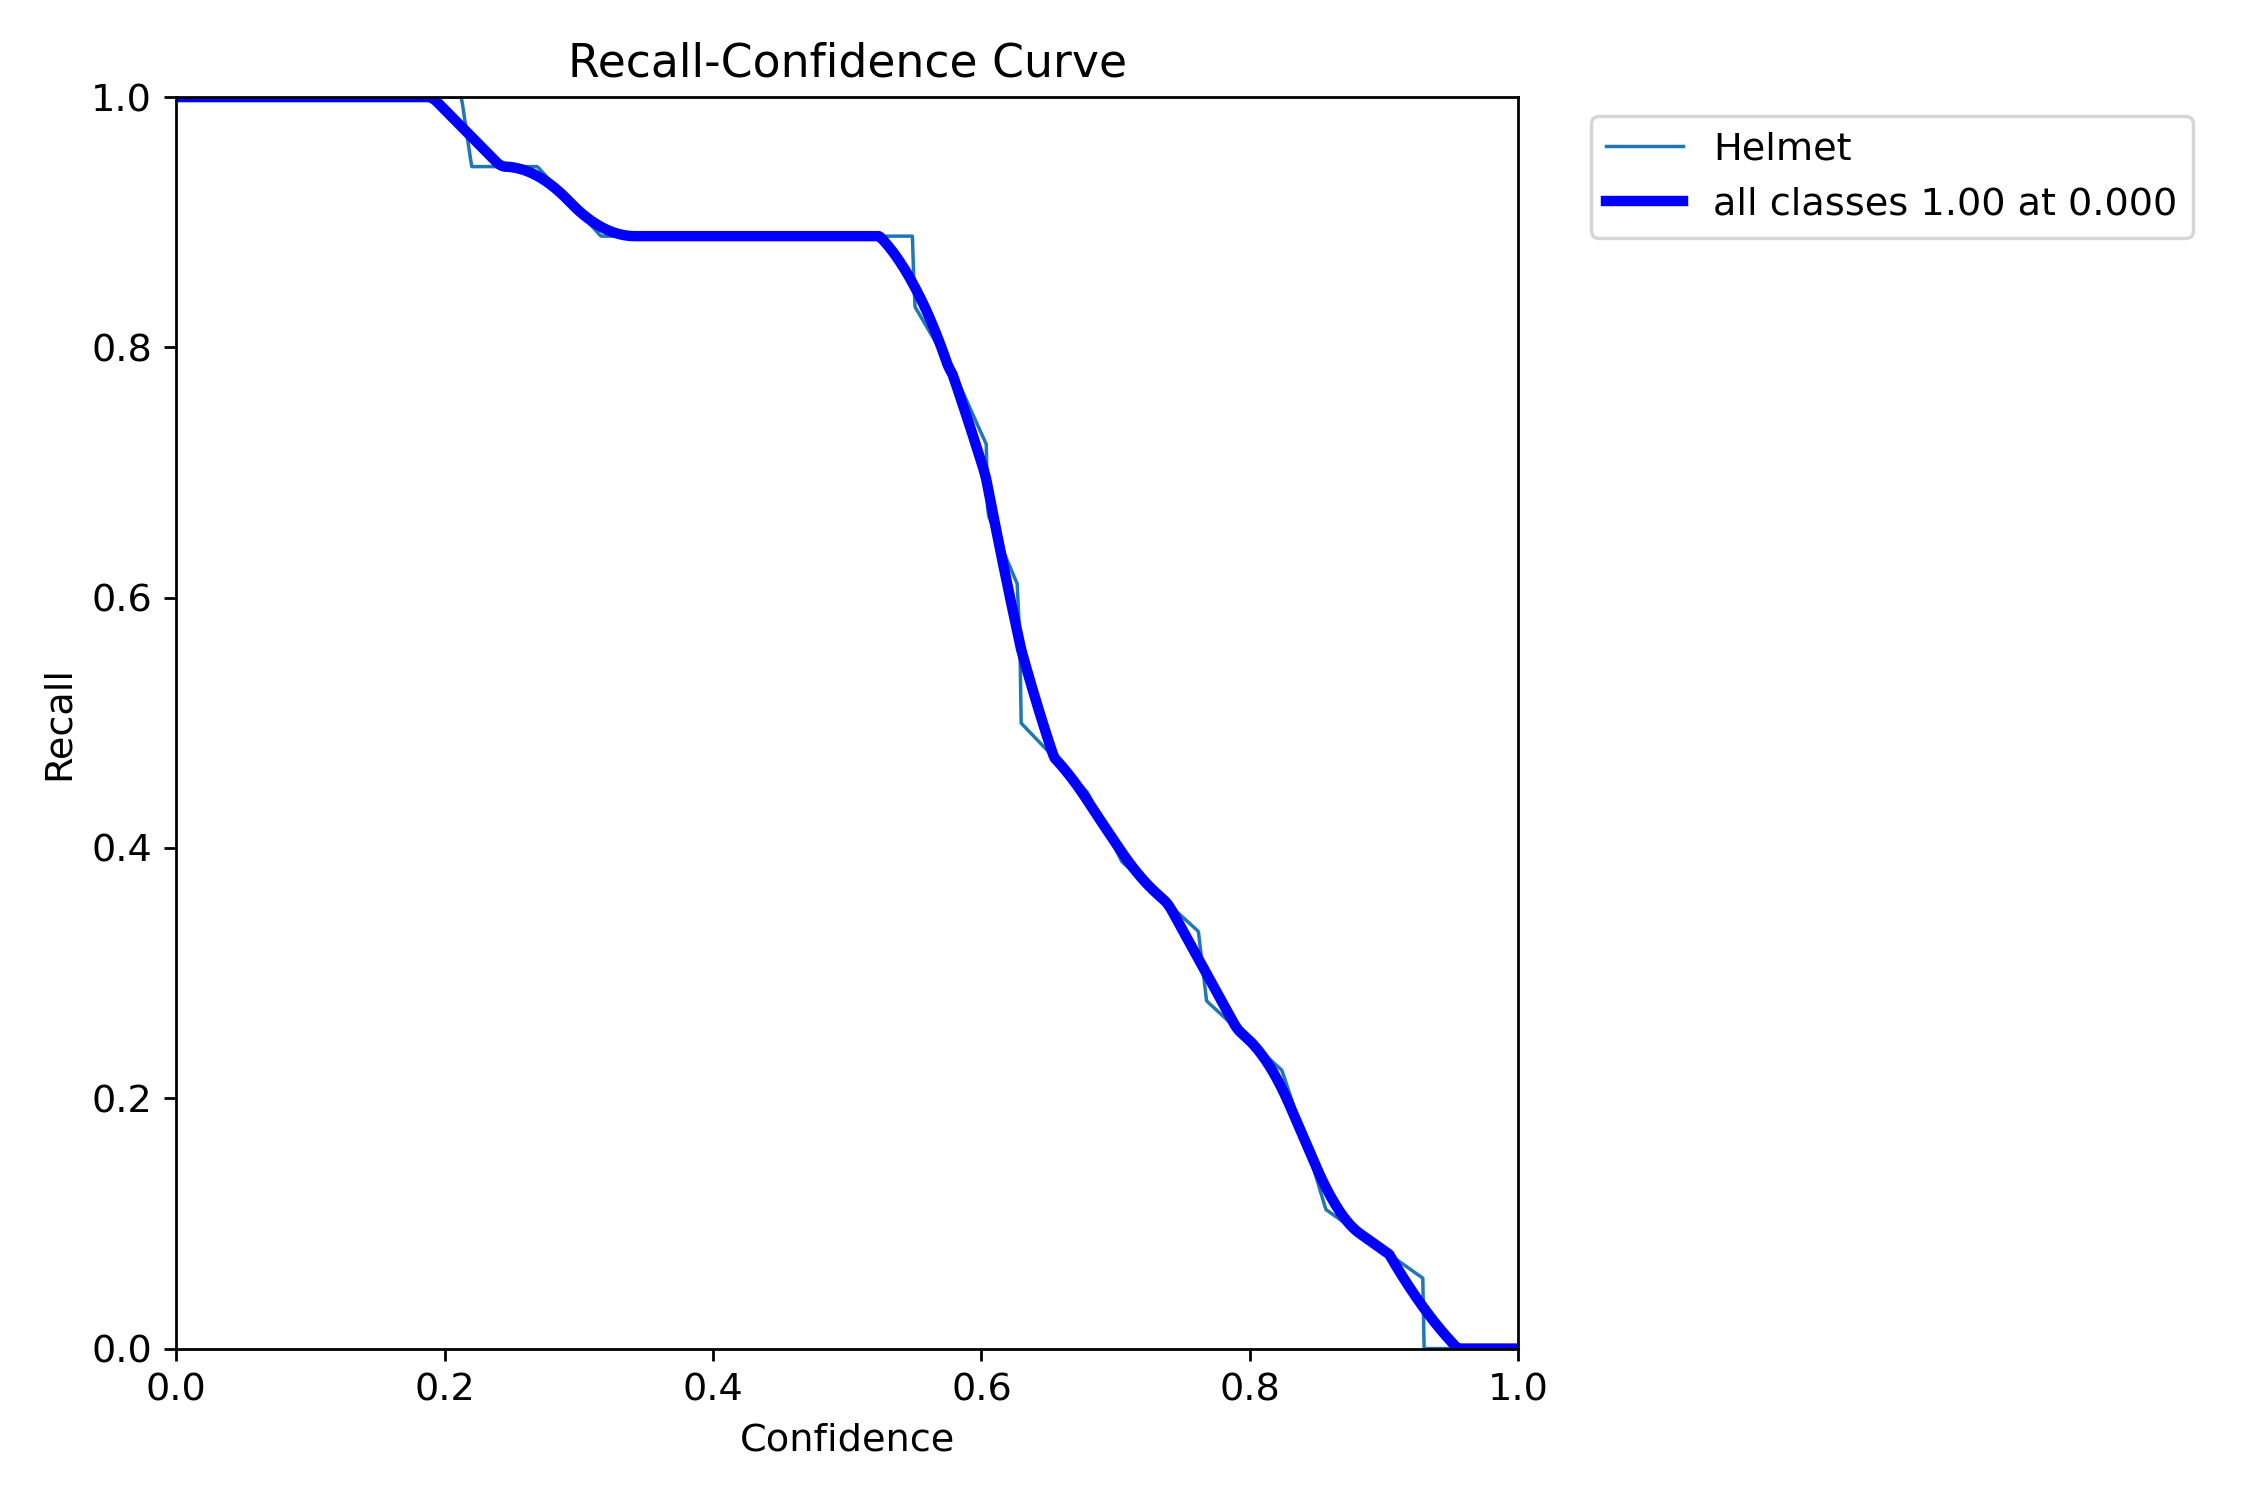 Recall-Confidence Curve
1.0
0.8
0.6
0.4
0.2
0.0
Recall
0.0 0.2 0.4 0.6 0.8 1.0
Confidence
Helmet
all classes 1.00 at 0.000